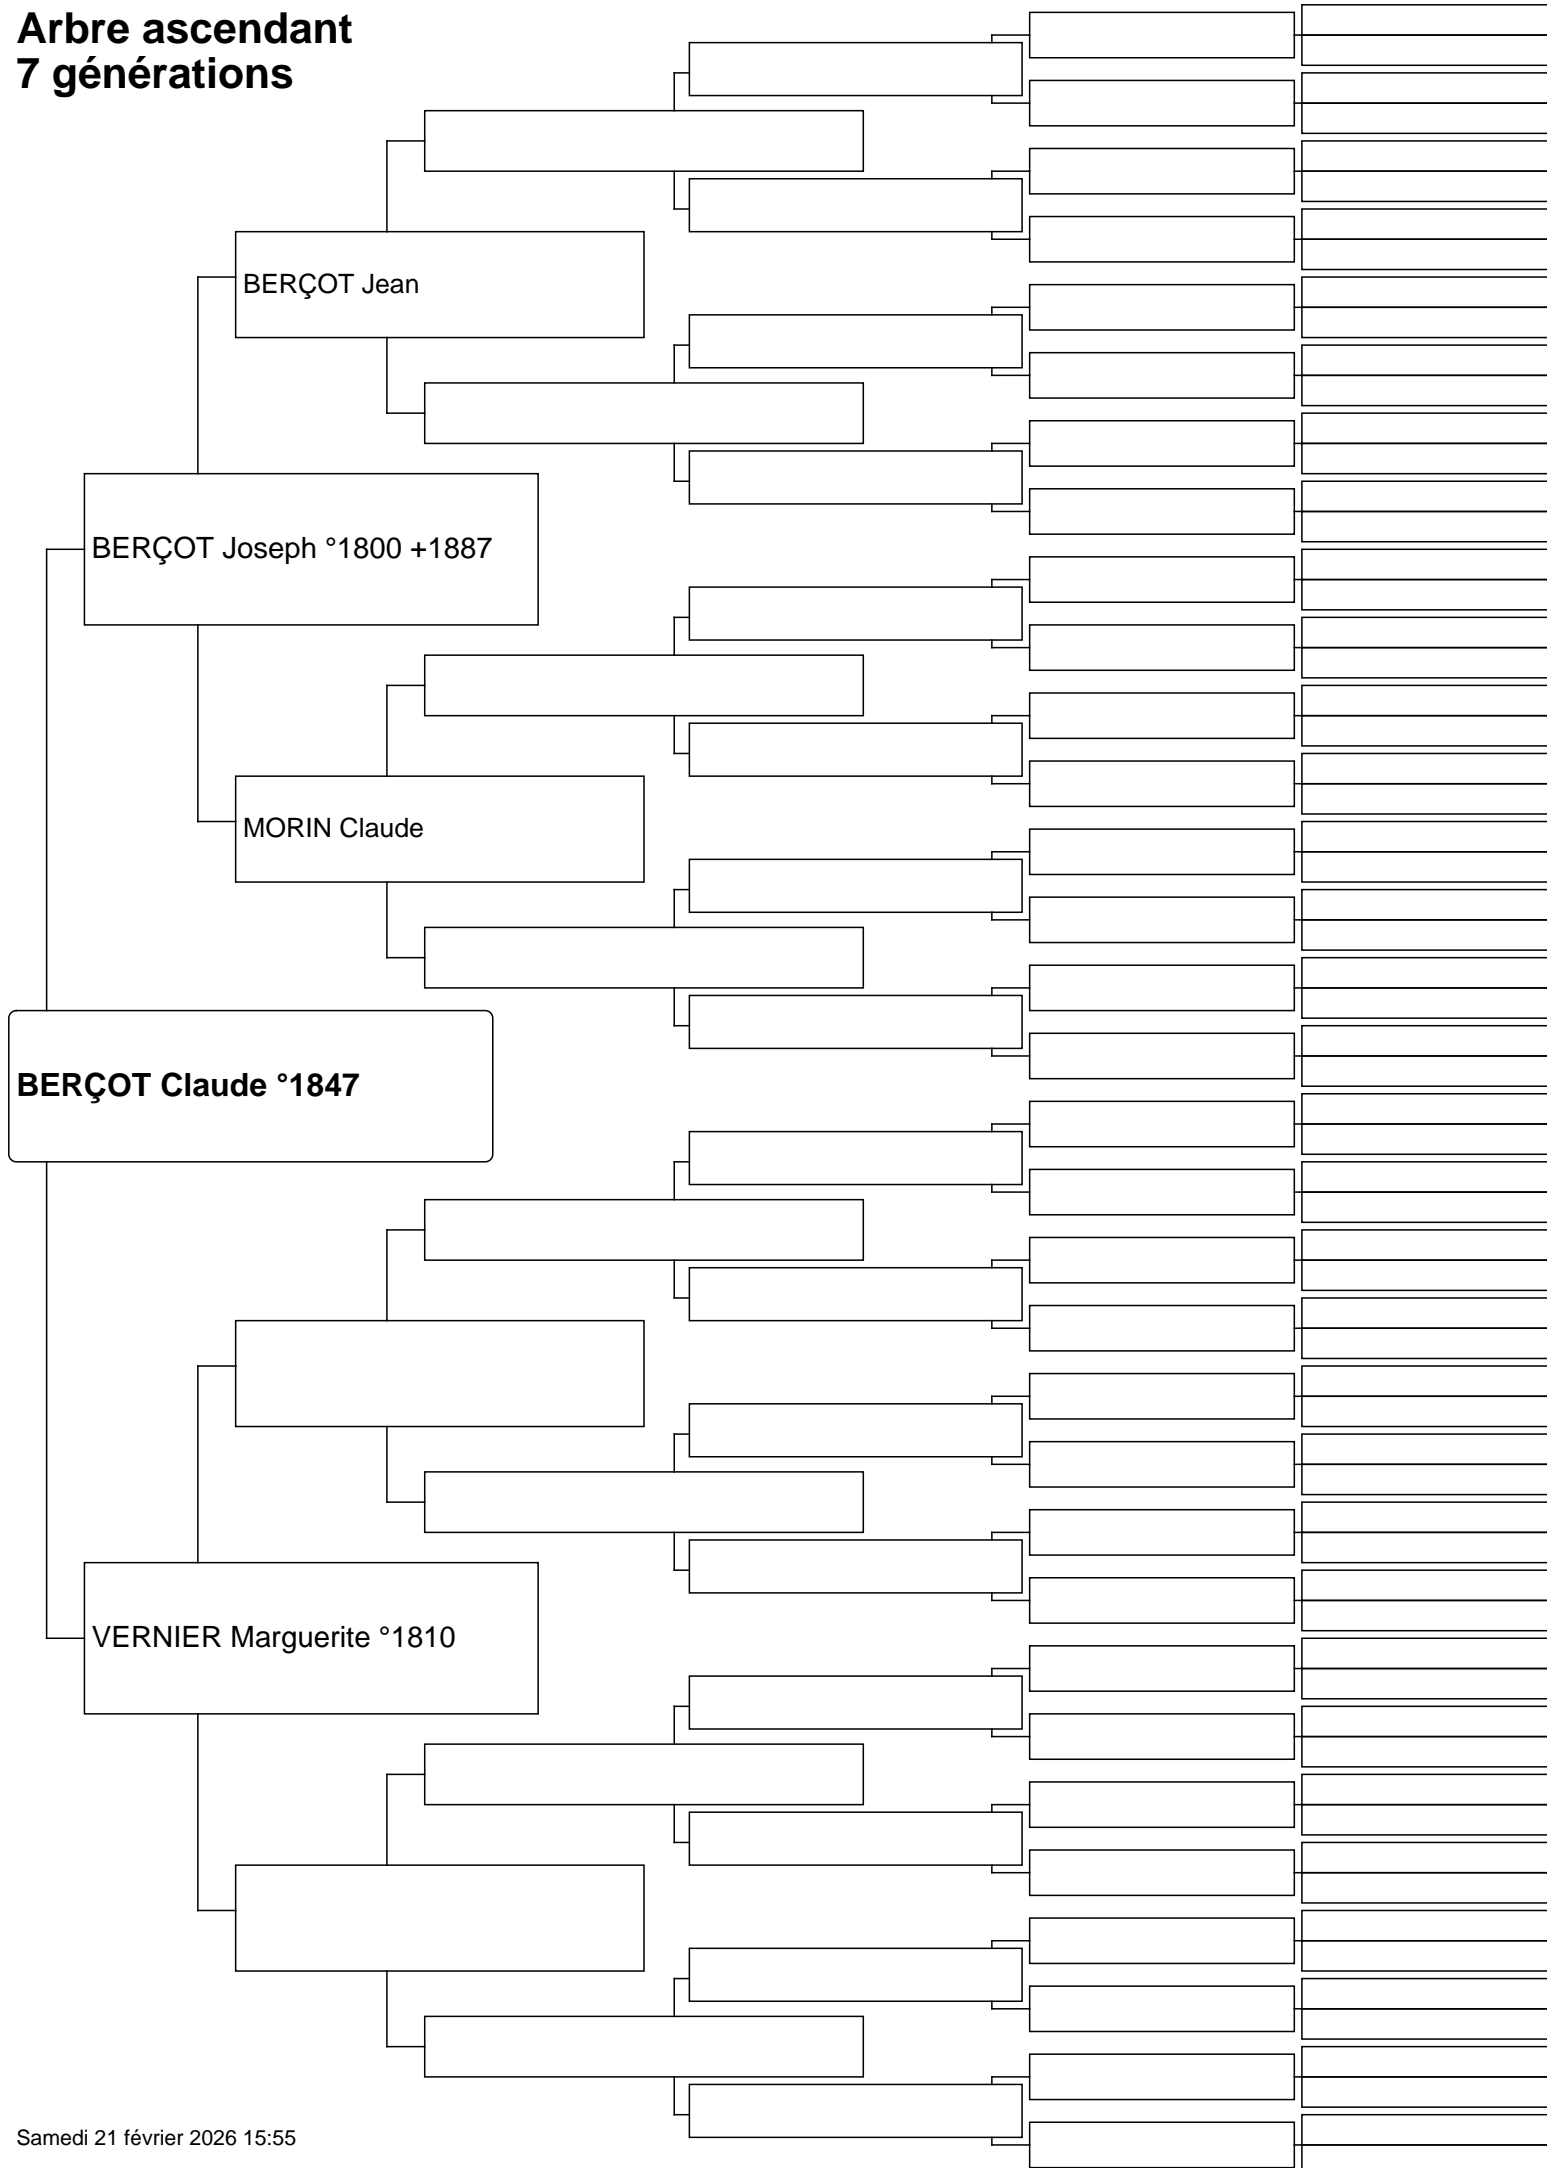 Arbre ascendant
7 générations
BERÇOT Jean
BERÇOT Joseph °1800 +1887
MORIN Claude
BERÇOT Claude °1847
VERNIER Marguerite °1810
Samedi 21 février 2026 15:55